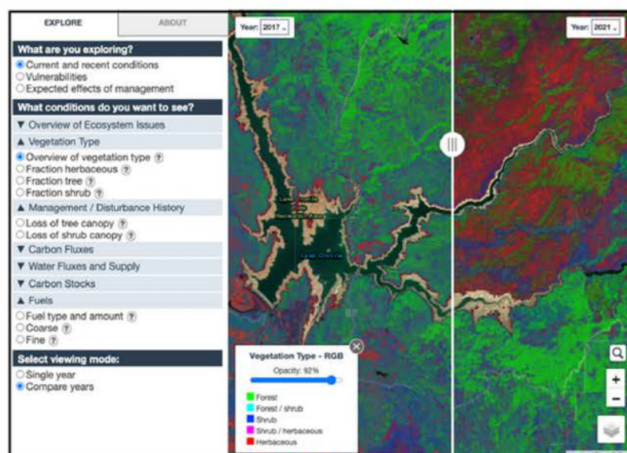 EXPLORE
ABOUT
What are you exploring?
Current and recent conditions
Vulnerabilities
Expected effects of management
What conditions do you want to see?
▼ Overview of Ecosystem Issues
▲ Vegetation Type
Overview of vegetation type ?
Fraction herbaceous ?
Fraction tree ?
Fraction shrub ?
▲ Management / Disturbance History
Loss of tree canopy ?
Loss of shrub canopy ?
▼ Carbon Fluxes
▼ Water Fluxes and Supply
▼ Carbon Stocks
▲ Fuels
Fuel type and amount ?
Coarse ?
Fine ?
Select viewing mode:
Single year
Compare years
Year: 2017
Year: 2021
Lake Oroville
Vegetation Type - RGB
Opacity: 92%
Forest
Forest / shrub
Shrub
Shrub / herbaceous
Herbaceous
+
−